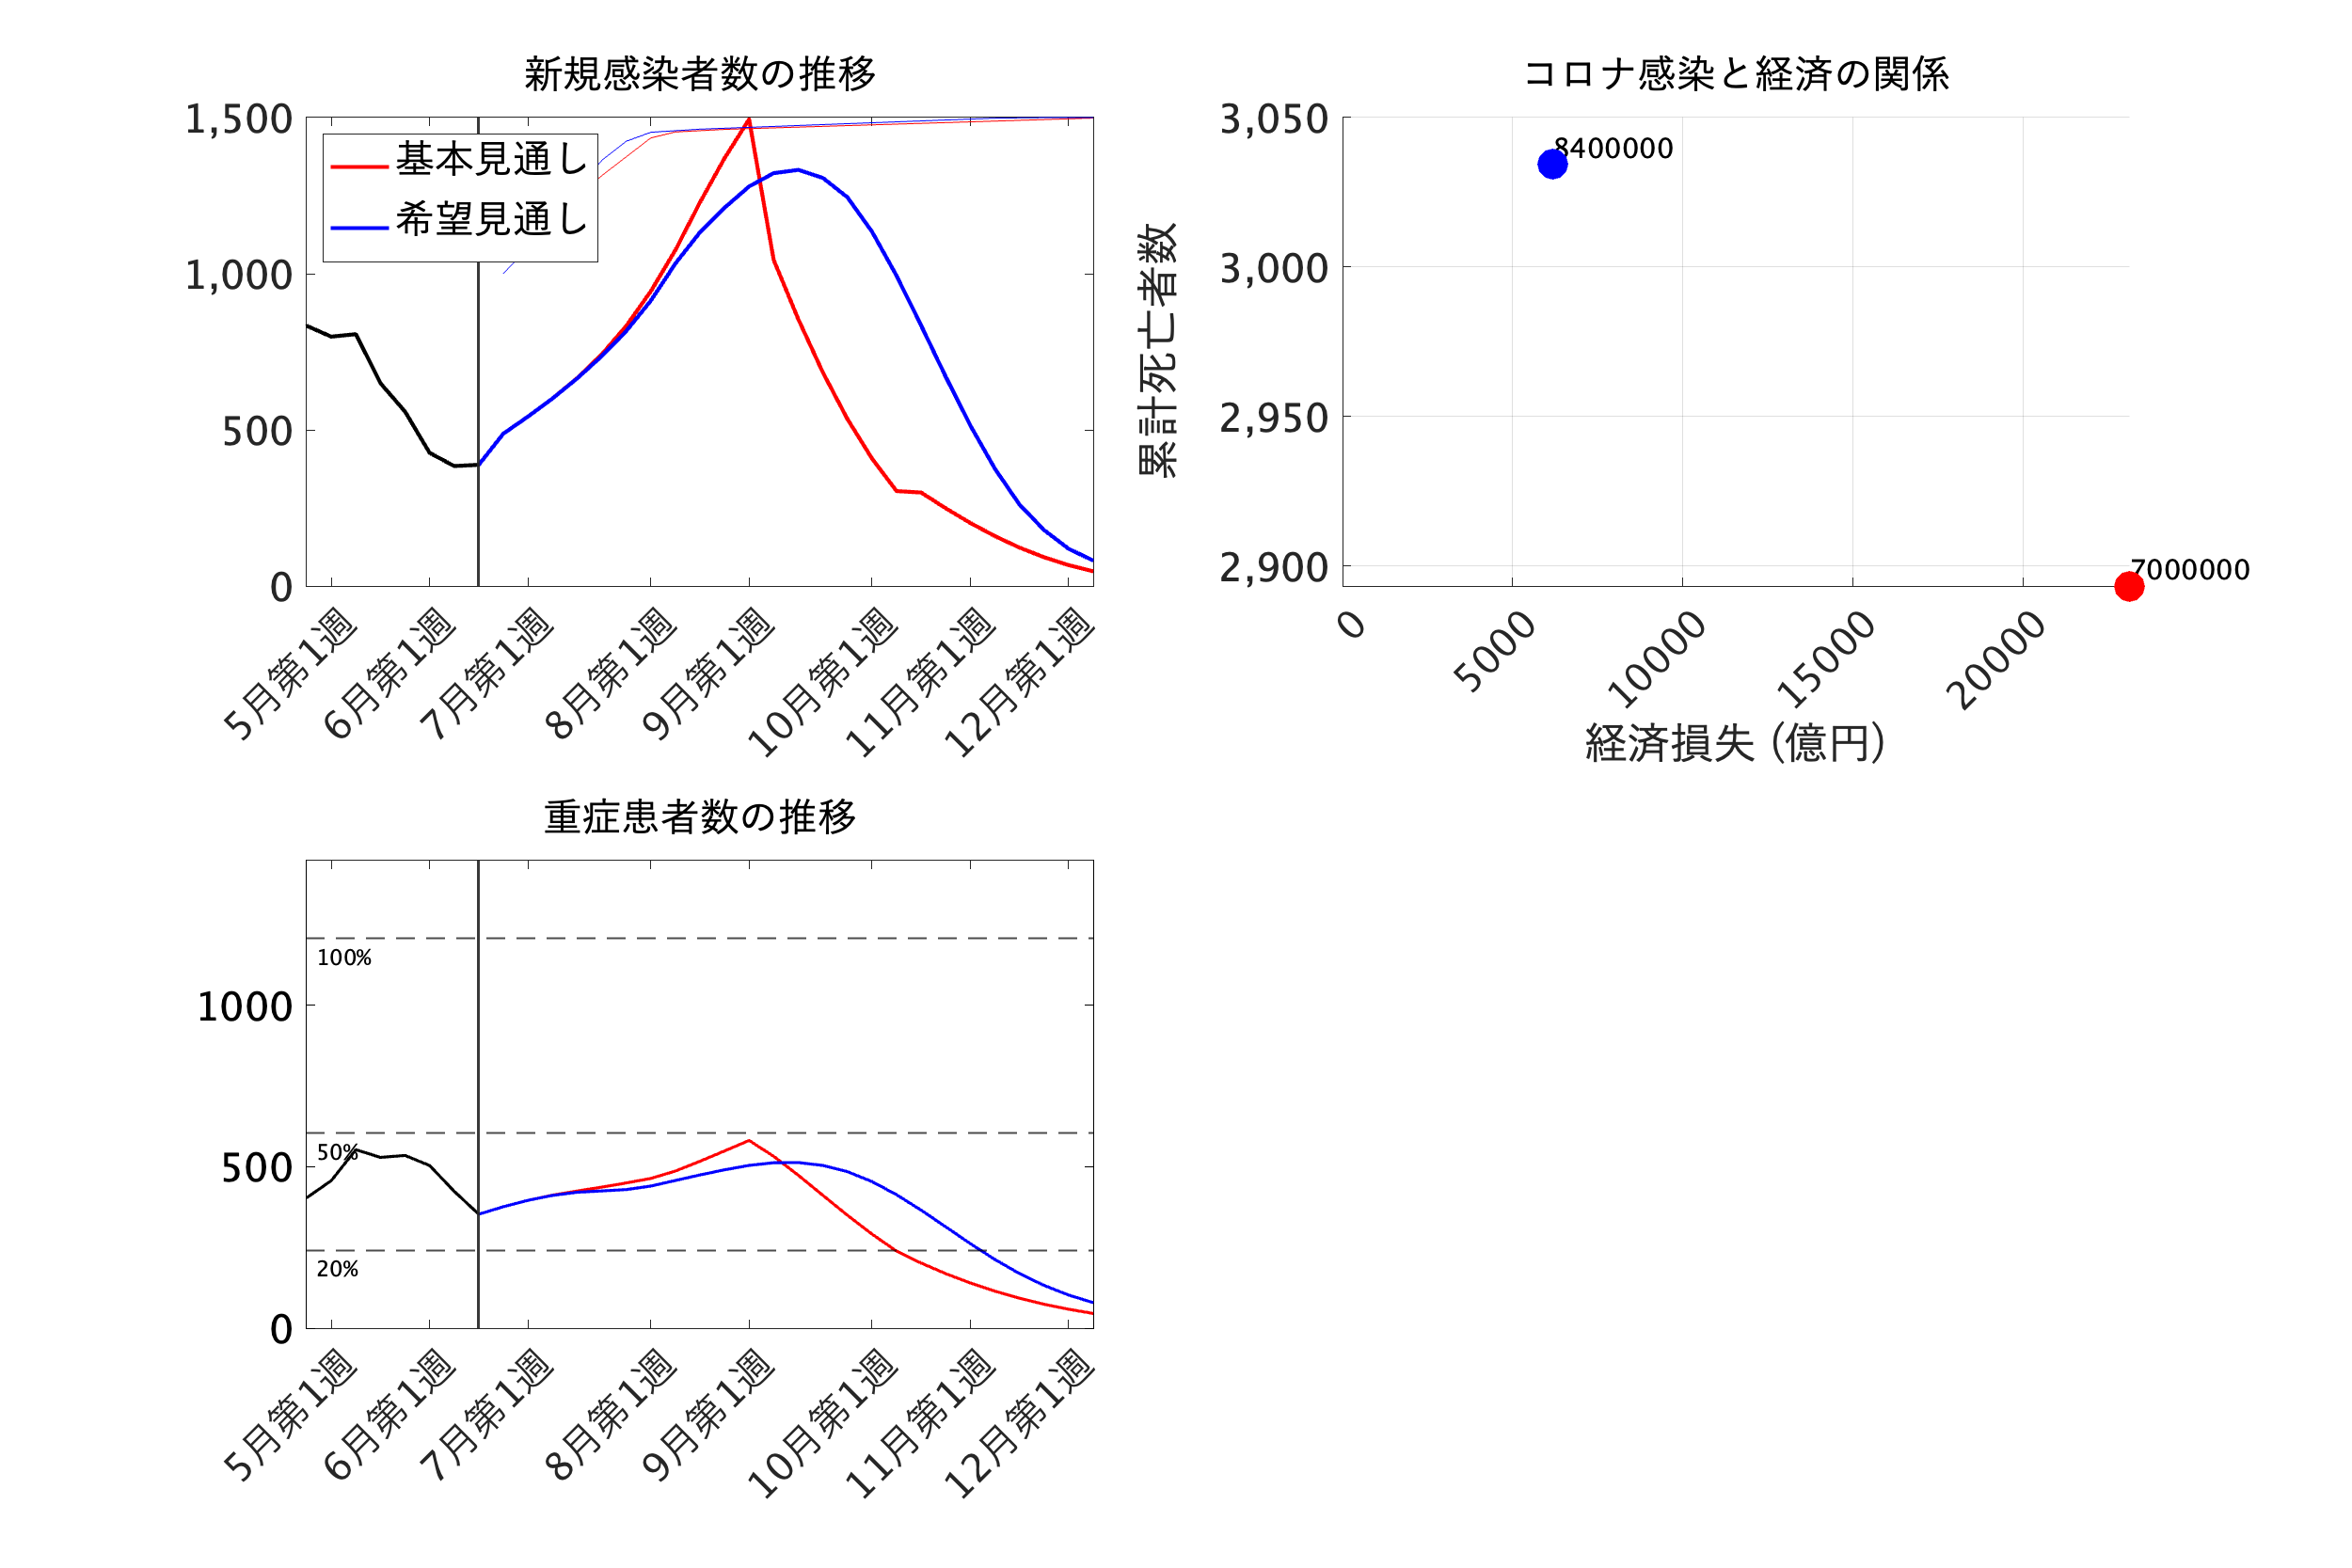 新規感染者数の推移
1,500
1,000
500
0
基本見通し
希望見通し
5月第1週
6月第1週
7月第1週
8月第1週
9月第1週
10月第1週
11月第1週
12月第1週
コロナ感染と経済の関係
累計死亡者数
3,050
3,000
2,950
2,900
8400000
7000000
0
5000
10000
15000
20000
経済損失 (億円)
重症患者数の推移
1000
500
0
100%
50%
20%
5月第1週
6月第1週
7月第1週
8月第1週
9月第1週
10月第1週
11月第1週
12月第1週